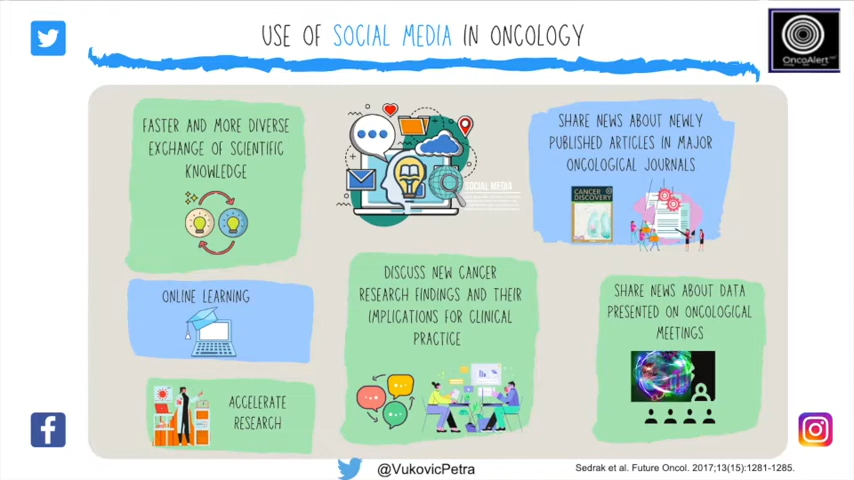 USE OF SOCIAL MEDIA IN ONCOLOGY
OncoAlert
FASTER AND MORE DIVERSE
EXCHANGE OF SCIENTIFIC
KNOWLEDGE
SOCIAL MEDIA
SHARE NEWS ABOUT NEWLY
PUBLISHED ARTICLES IN MAJOR
ONCOLOGICAL JOURNALS
CANCER
DISCOVERY
ONLINE LEARNING
DISCUSS NEW CANCER
RESEARCH FINDINGS AND THEIR
IMPLICATIONS FOR CLINICAL
PRACTICE
SHARE NEWS ABOUT DATA
PRESENTED ON ONCOLOGICAL
MEETINGS
ACCELERATE
RESEARCH
@VukovicPetra
Sedrak et al. Future Oncol. 2017;13(15):1281-1285.